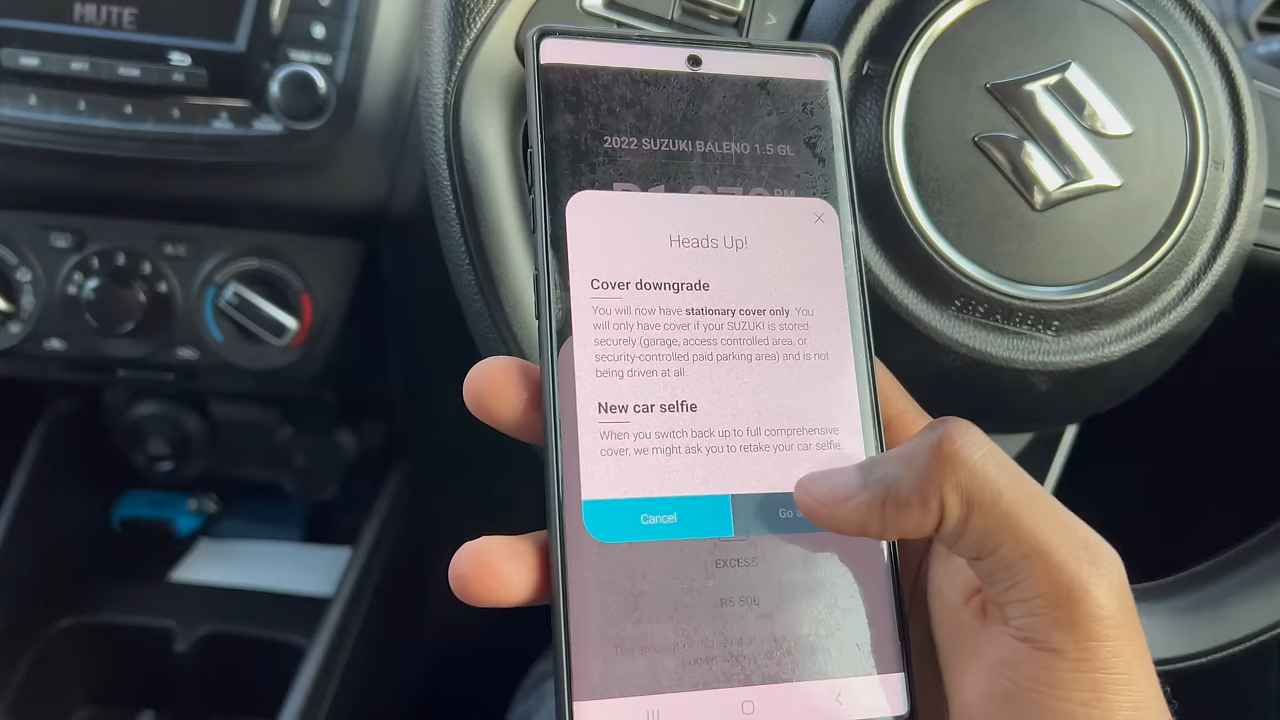 MUTE
2022 SUZUKI BALENO 1.5 GL
PM
Heads Up!
Cover downgrade
You will now have stationary cover only. You
will only have cover if your SUZUKI is stored
securely (garage, access controlled area, or
security-controlled paid parking area) and is not
being driven at all.
New car selfie
When you switch back up to full comprehensive
cover, we might ask you to retake your car selfie.
Cancel
Go
EXCESS
R5 500
SRS AIRBAG
A/C